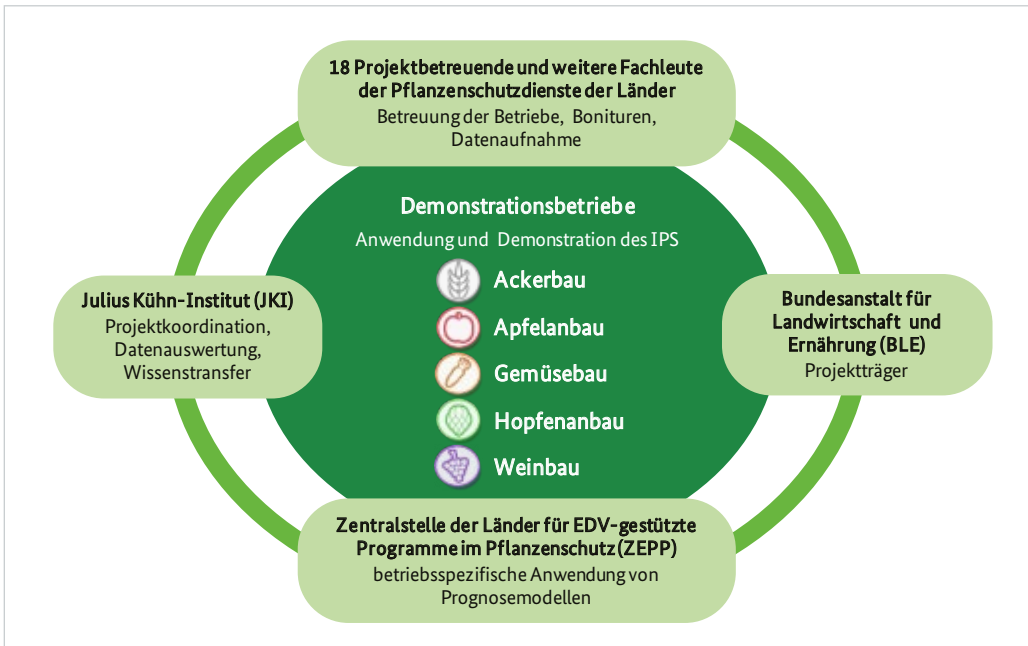 18 Projektbetreuende und weitere Fachleute
der Pflanzenschutzdienste der Länder
Betreuung der Betriebe, Bonituren,
Datenaufnahme
Demonstrationsbetriebe
Anwendung und Demonstration des IPS
Ackerbau
Apfelanbau
Gemüsebau
Hopfenanbau
Weinbau
Julius Kühn-Institut (JKI)
Projektkoordination,
Datenauswertung,
Wissenstransfer
Bundesanstalt für
Landwirtschaft und
Ernährung (BLE)
Projektträger
Zentralstelle der Länder für EDV-gestützte
Programme im Pflanzenschutz (ZEPP)
betriebsspezifische Anwendung von
Prognosemodellen